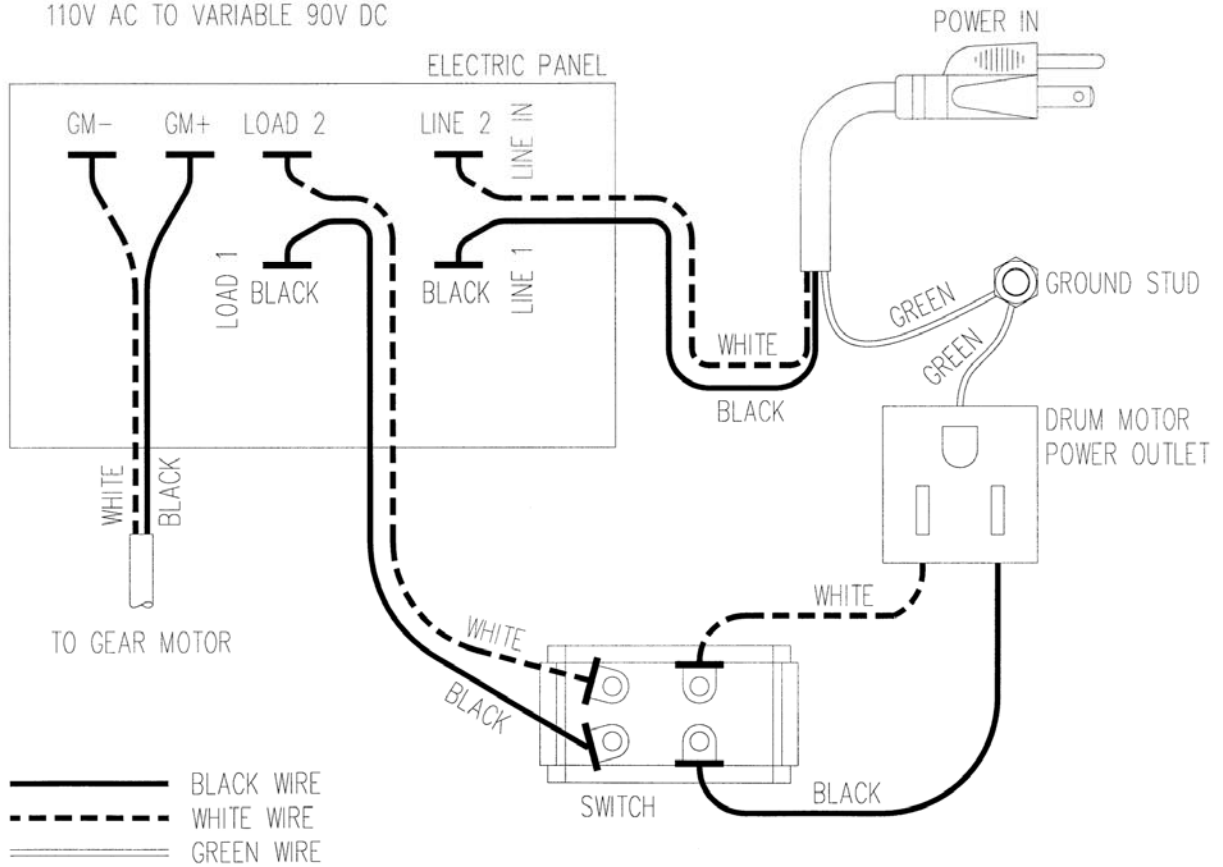 110V AC TO VARIABLE 90V DC
POWER IN
ELECTRIC PANEL
GM-
GM+
LOAD 2
LINE 2
LINE IN
LOAD 1
BLACK
BLACK
LINE 1
GREEN
GROUND STUD
GREEN
WHITE
BLACK
DRUM MOTOR
POWER OUTLET
WHITE
BLACK
WHITE
TO GEAR MOTOR
WHITE
BLACK
BLACK WIRE
SWITCH
BLACK
WHITE WIRE
GREEN WIRE